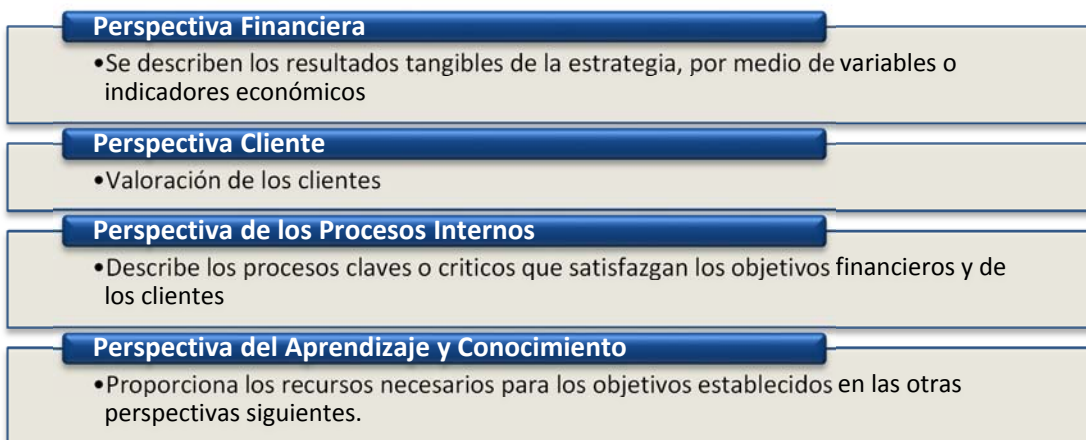 Perspectiva Financiera
•Se describen los resultados tangibles de la estrategia, por medio de variables o
indicadores económicos
Perspectiva Cliente
•Valoración de los clientes
Perspectiva de los Procesos Internos
•Describe los procesos claves o criticos que satisfazgan los objetivos financieros y de
los clientes
Perspectiva del Aprendizaje y Conocimiento
•Proporciona los recursos necesarios para los objetivos establecidos en las otras
perspectivas siguientes.